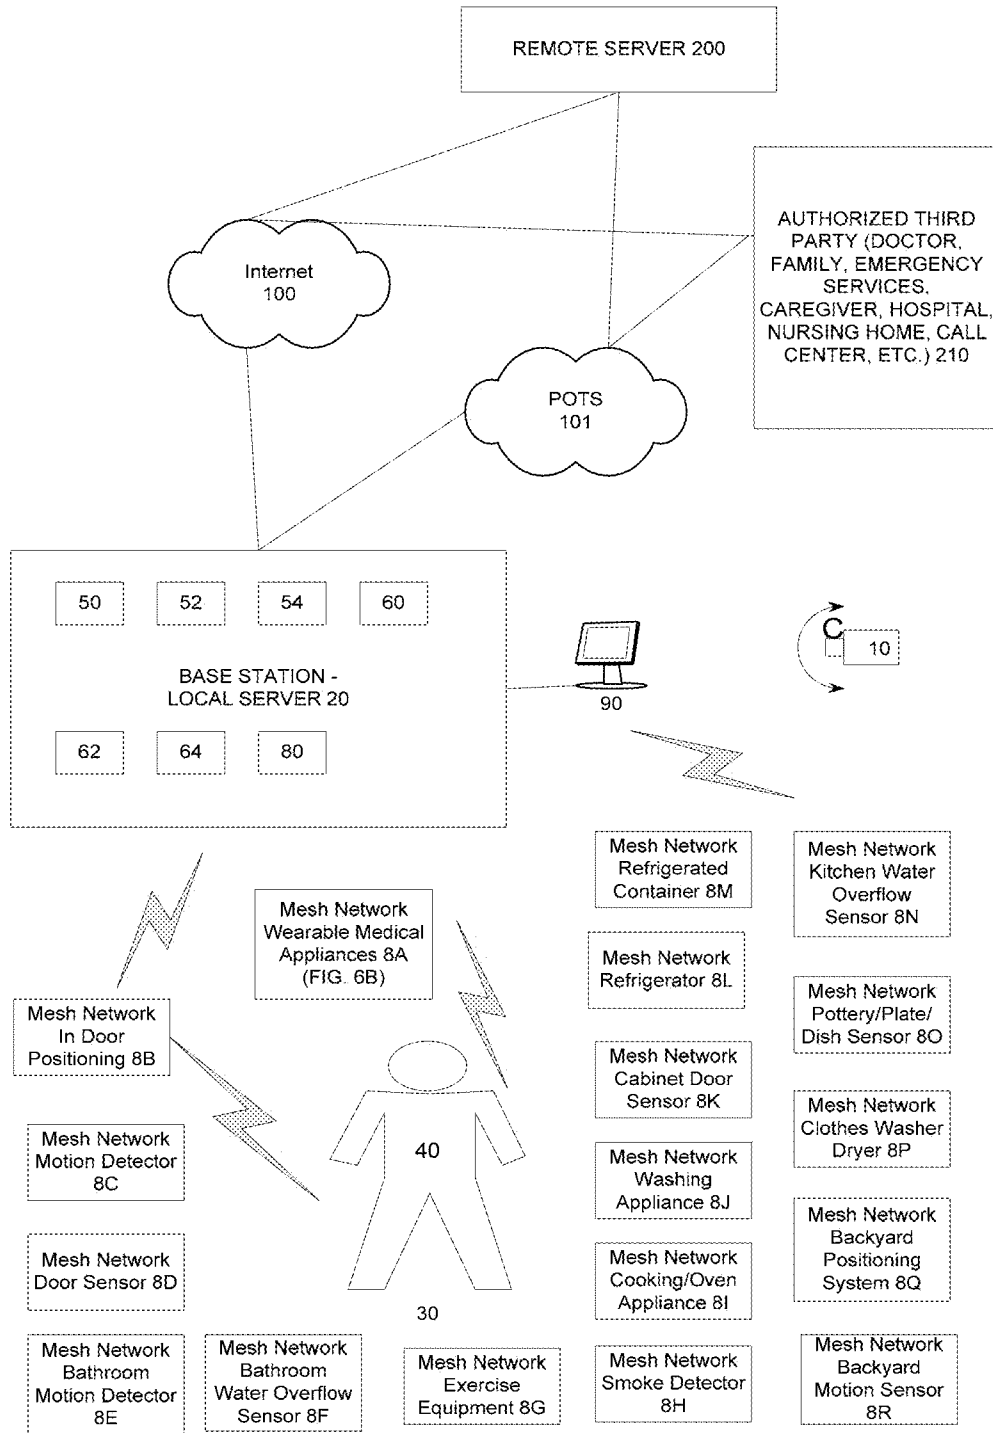 REMOTE SERVER 200
AUTHORIZED THIRD
PARTY (DOCTOR,
FAMILY, EMERGENCY
SERVICES,
CAREGIVER, HOSPITAL,
NURSING HOME, CALL
CENTER, ETC.) 210
Internet
100
POTS
101
50
52
54
60
BASE STATION -
LOCAL SERVER 20
62
64
80
90
C
10
Mesh Network
Wearable Medical
Appliances 8A
(FIG. 6B)
Mesh Network
In Door
Positioning 8B
Mesh Network
Motion Detector
8C
Mesh Network
Door Sensor 8D
Mesh Network
Bathroom
Motion Detector
8E
Mesh Network
Bathroom
Water Overflow
Sensor 8F
40
30
Mesh Network
Exercise
Equipment 8G
Mesh Network
Refrigerated
Container 8M
Mesh Network
Refrigerator 8L
Mesh Network
Cabinet Door
Sensor 8K
Mesh Network
Washing
Appliance 8J
Mesh Network
Cooking/Oven
Appliance 8I
Mesh Network
Smoke Detector
8H
Mesh Network
Kitchen Water
Overflow
Sensor 8N
Mesh Network
Pottery/Plate/
Dish Sensor 8O
Mesh Network
Clothes Washer
Dryer 8P
Mesh Network
Backyard
Positioning
System 8Q
Mesh Network
Backyard
Motion Sensor
8R